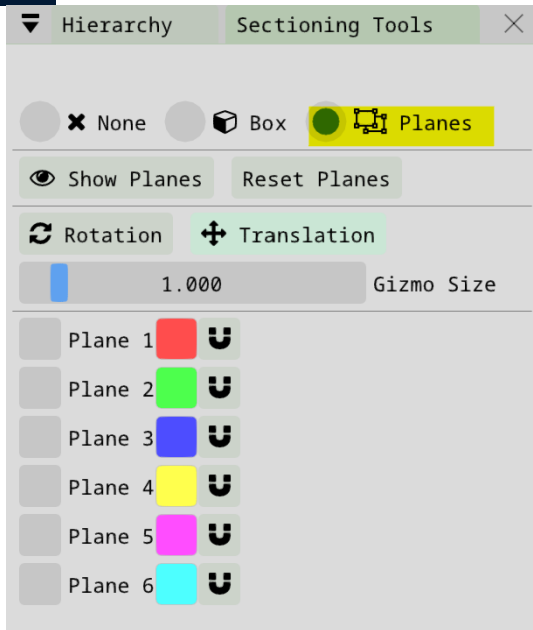 Hierarchy Sectioning Tools
None Box Planes
Show Planes Reset Planes
Rotation Translation
1.000 Gizmo Size
Plane 1
Plane 2
Plane 3
Plane 4
Plane 5
Plane 6